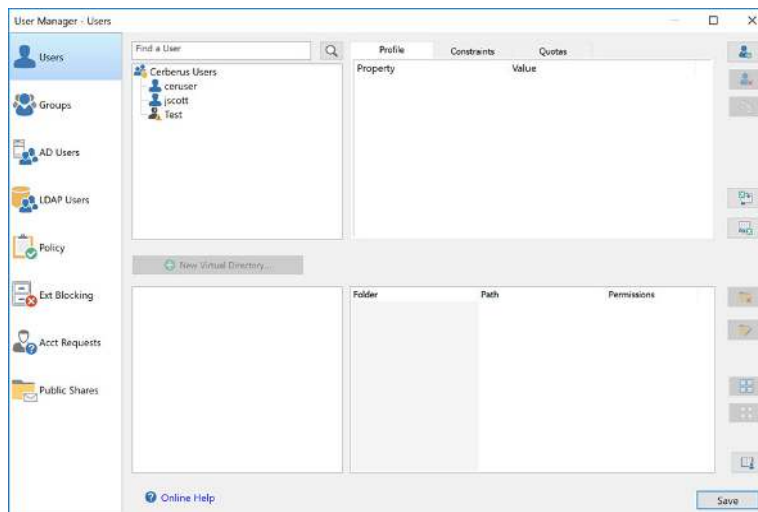 User Manager - Users
Users
Groups
AD Users
LDAP Users
Policy
Ext Blocking
Acct Requests
Public Shares
Find a User
Cerberus Users
ceruser
jscott
Test
Profile
Constraints
Quotas
Property
Value
New Virtual Directory...
Folder
Path
Permissions
Online Help
Save